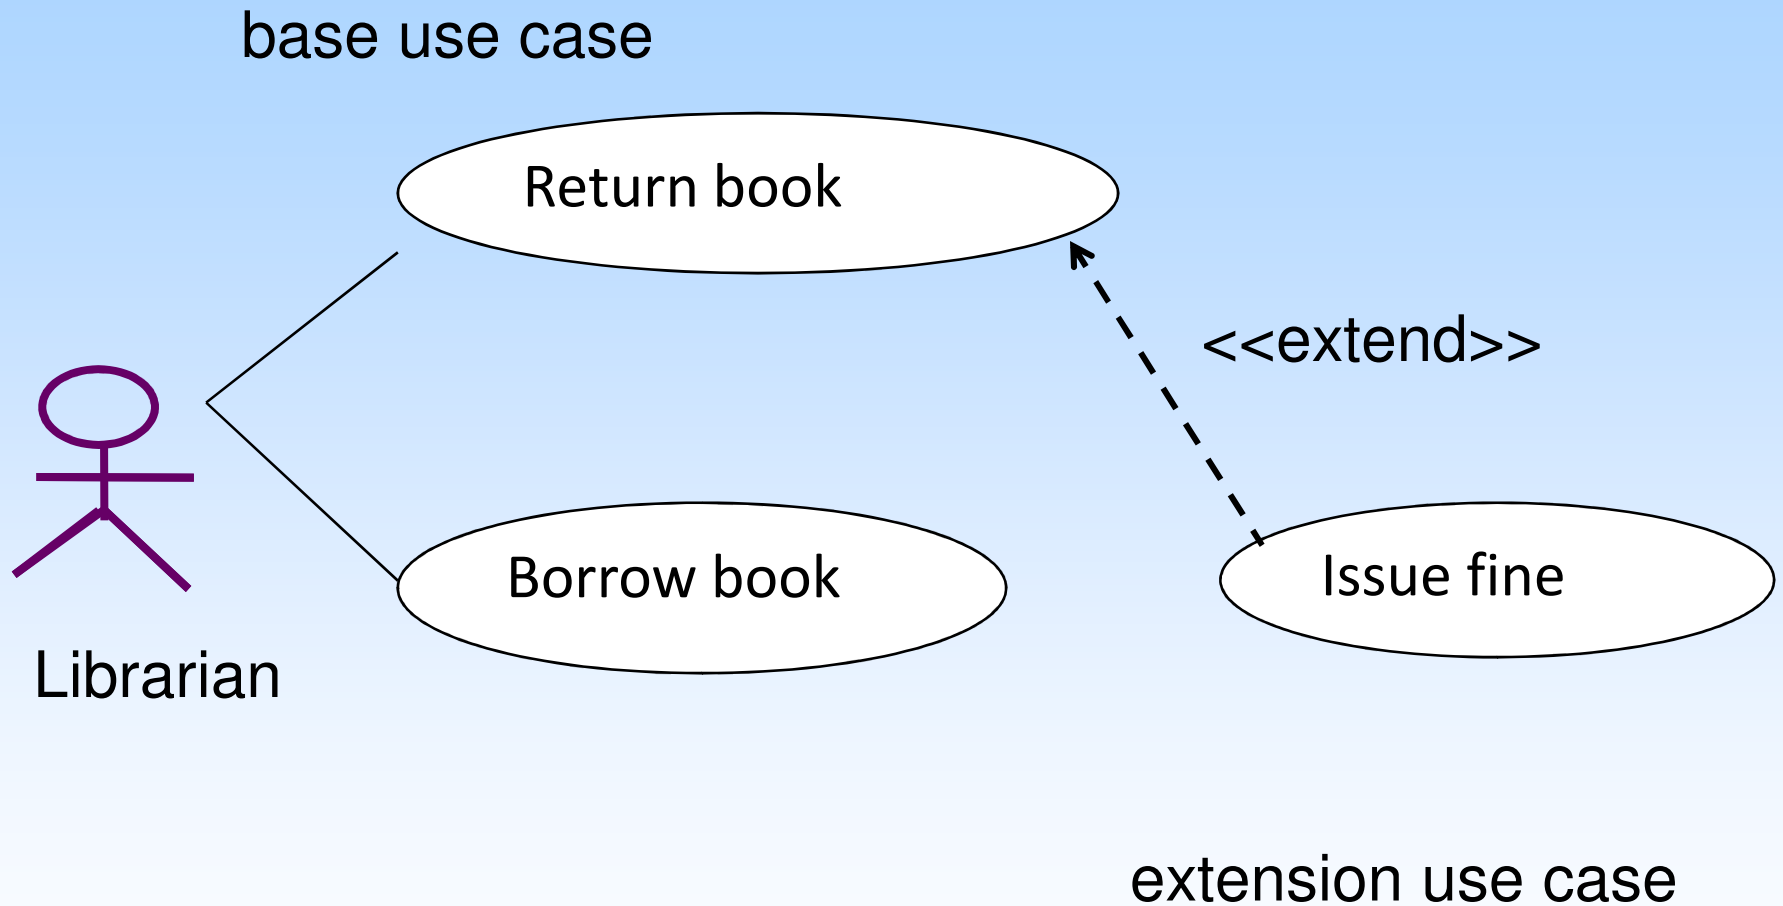 base use case
Return book
<<extend>>
Borrow book
Issue fine
Librarian
extension use case